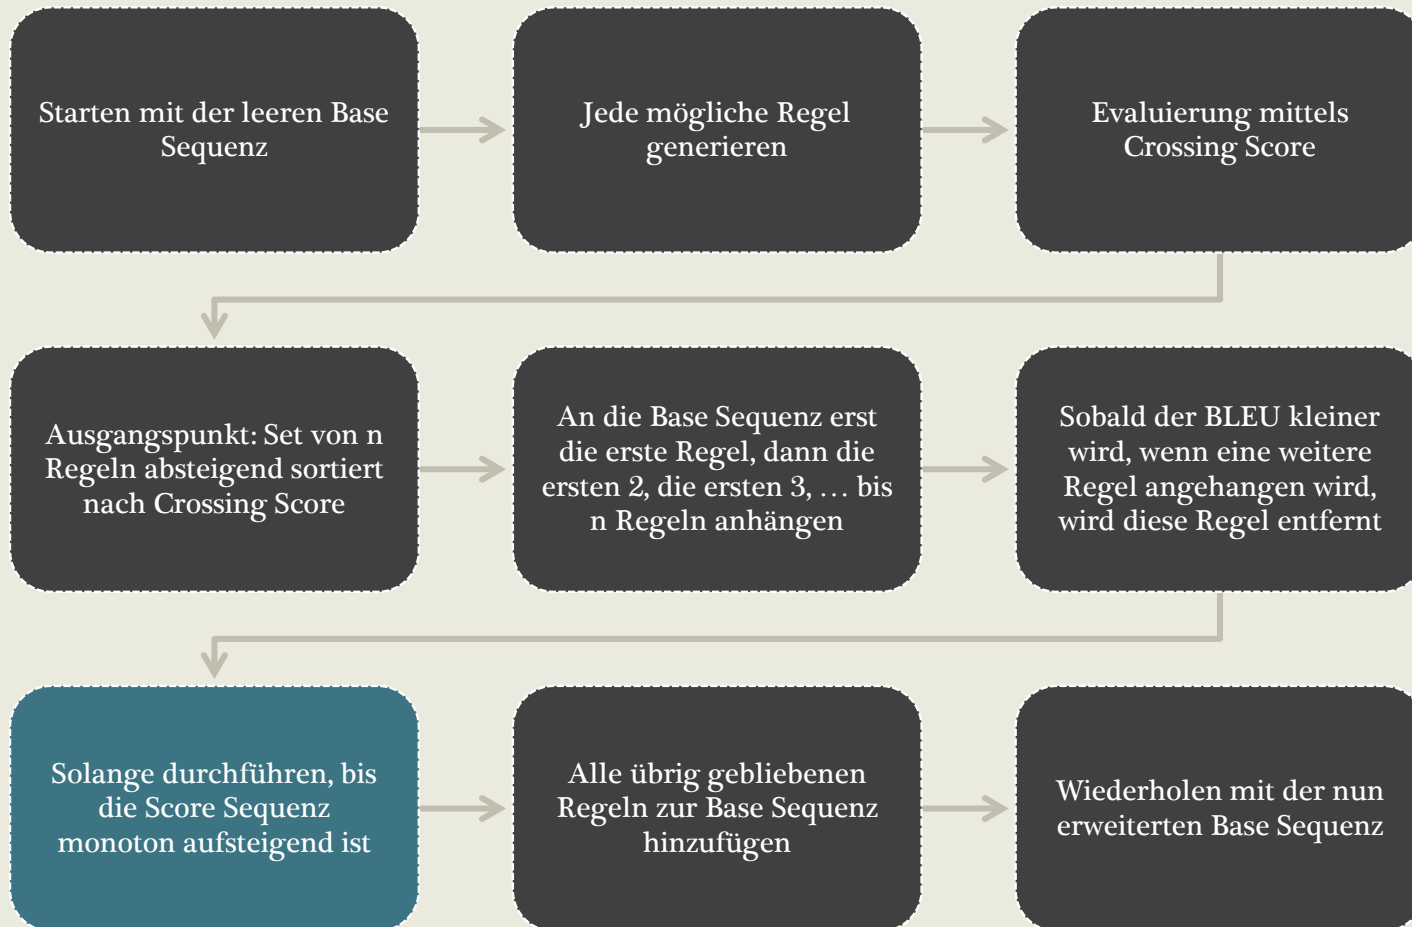 Starten mit der leeren Base
Sequenz
Jede mögliche Regel
generieren
Evaluierung mittels
Crossing Score
Ausgangspunkt: Set von n
Regeln absteigend sortiert
nach Crossing Score
An die Base Sequenz erst
die erste Regel, dann die
ersten 2, die ersten 3, … bis
n Regeln anhängen
Sobald der BLEU kleiner
wird, wenn eine weitere
Regel angehangen wird,
wird diese Regel entfernt
Solange durchführen, bis
die Score Sequenz
monoton aufsteigend ist
Alle übrig gebliebenen
Regeln zur Base Sequenz
hinzufügen
Wiederholen mit der nun
erweiterten Base Sequenz